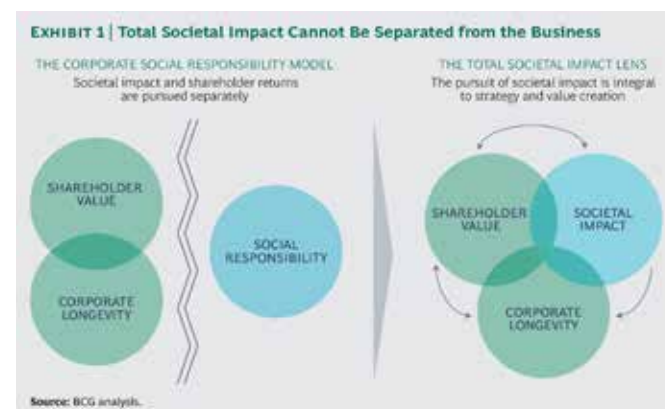 EXHIBIT 1 | Total Societal Impact Cannot Be Separated from the Business
THE CORPORATE SOCIAL RESPONSIBILITY MODEL
Societal impact and shareholder returns
are pursued separately
SHAREHOLDER
VALUE
CORPORATE
LONGEVITY
SOCIAL
RESPONSIBILITY
THE TOTAL SOCIETAL IMPACT LENS
The pursuit of societal impact is integral
to strategy and value creation
SHAREHOLDER
VALUE
SOCIETAL
IMPACT
CORPORATE
LONGEVITY
Source: BCG analysis.